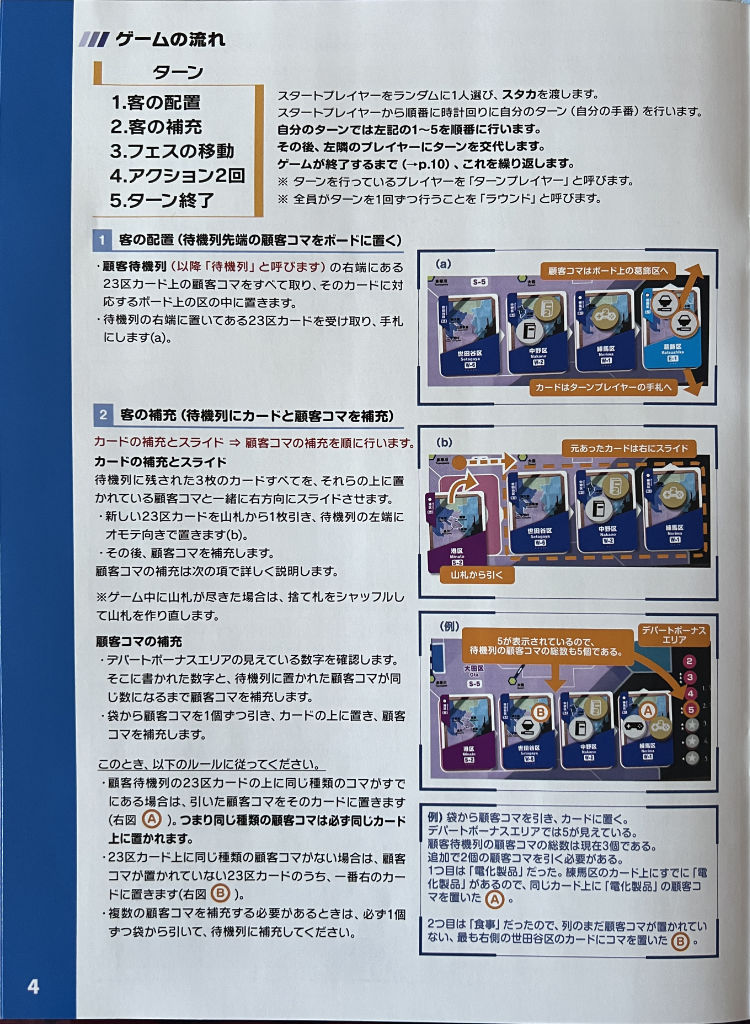 ゲームの流れ
ターン
1.客の配置
2.客の補充
3.フェスの移動
4.アクション2回
5.ターン終了
スタートプレイヤーをランダムに1人選び、スタカを渡します。
スタートプレイヤーから順番に時計回りに自分のターン（自分の手番）を行います。
自分のターンでは左記の1～5を順番に行います。
その後、左隣のプレイヤーにターンを交代します。
ゲームが終了するまで（→p.10）、これを繰り返します。
※ ターンを行っているプレイヤーを「ターンプレイヤー」と呼びます。
※ 全員がターンを1回ずつ行うことを「ラウンド」と呼びます。
1 客の配置（待機列先端の顧客コマをボードに置く）
・顧客待機列（以降「待機列」と呼びます）の右端にある
23区カード上の顧客コマをすべて取り、そのカードに対
応するボード上の区の中に置きます。
・待機列の右端に置いてある23区カードを受け取り、手札
にします(a)。
(a)
顧客コマはボード上の葛飾区へ
S-5
世田谷区
Setagaya
W-6
中野区
Nakano
W-2
練馬区
Nerima
W-1
葛飾区
Katsushika
E-1
カードはターンプレイヤーの手札へ
2 客の補充（待機列にカードと顧客コマを補充）
カードの補充とスライド ⇒ 顧客コマの補充を順に行います。
カードの補充とスライド
待機列に残された3枚のカードすべてを、それらの上に置
かれている顧客コマと一緒に右方向にスライドさせます。
・新しい23区カードを山札から1枚引き、待機列の左端に
オモテ向きで置きます(b)。
・その後、顧客コマを補充します。
顧客コマの補充は次の項で詳しく説明します。
※ゲーム中に山札が尽きた場合は、捨て札をシャッフルし
て山札を作り直します。
(b)
元あったカードは右にスライド
港区
Minato
S-2
世田谷区
Setagaya
W-6
中野区
Nakano
W-2
練馬区
Nerima
W-1
山札から引く
顧客コマの補充
・デパートボーナスエリアの見えている数字を確認します。
そこに書かれた数字と、待機列に置かれた顧客コマが同
じ数になるまで顧客コマを補充します。
・袋から顧客コマを1個ずつ引き、カードの上に置き、顧客
コマを補充します。
このとき、以下のルールに従ってください。
・顧客待機列の23区カードの上に同じ種類のコマがすで
にある場合は、引いた顧客コマをそのカードに置きます
(右図 A )。つまり同じ種類の顧客コマは必ず同じカード
上に置かれます。
・23区カード上に同じ種類の顧客コマがない場合は、顧客
コマが置かれていない23区カードのうち、一番右のカー
ドに置きます(右図 B )。
・複数の顧客コマを補充する必要があるときは、必ず1個
ずつ袋から引いて、待機列に補充してください。
(例)
5が表示されているので、
待機列の顧客コマの総数も5個である。
デパートボーナス
エリア
大田区
Ota
S-5
2
3
4
5
港区
Minato
S-2
B
世田谷区
Setagaya
W-6
中野区
Nakano
W-2
A
練馬区
Nerima
W-1
例) 袋から顧客コマを引き、カードに置く。
デパートボーナスエリアでは5が見えている。
顧客待機列の顧客コマの総数は現在3個である。
追加で2個の顧客コマを引く必要がある。
1つ目は「電化製品」だった。練馬区のカード上にすでに「電
化製品」があるので、同じカード上に「電化製品」の顧客コ
マを置いた A 。
2つ目は「食事」だったので、列のまだ顧客コマが置かれてい
ない、最も右側の世田谷区のカードにコマを置いた B 。
4